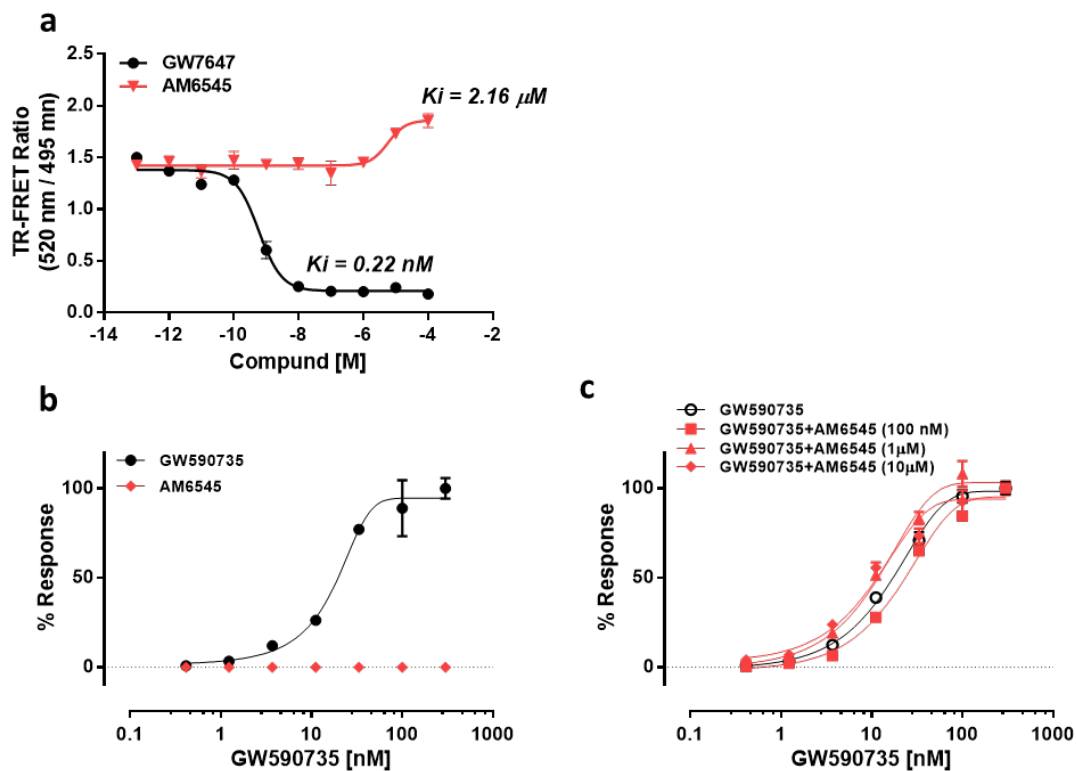 a
GW7647
AM6545
Ki = 2.16 μM
Ki = 0.22 nM
TR-FRET Ratio
(520 nm / 495 mn)
2.5
2.0
1.5
1.0
0.5
0.0
-14 -12 -10 -8 -6 -4 -2
Compund [M]
b
GW590735
AM6545
% Response
100
50
0
0.1 1 10 100 1000
GW590735 [nM]
c
GW590735
GW590735+AM6545 (100 nM)
GW590735+AM6545 (1μM)
GW590735+AM6545 (10μM)
% Response
100
50
0
0.1 1 10 100 1000
GW590735 [nM]